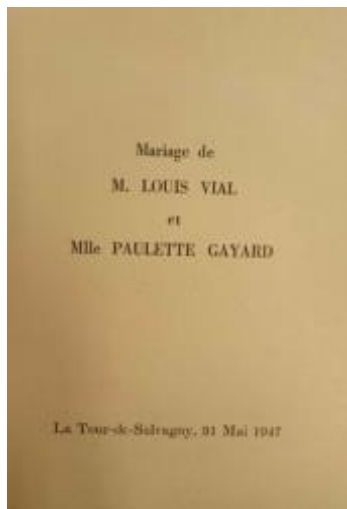 Mariage de
M. LOUIS VIAL
et
Mlle PAULETTE GAYARD
La Tour-de-Salvagny, 31 Mai 1947